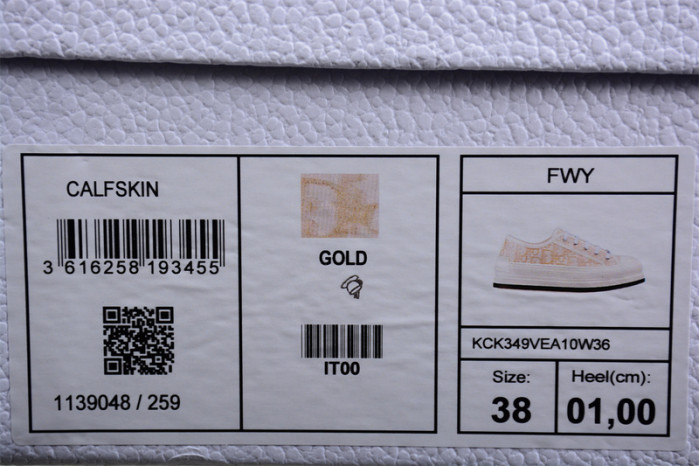 CALFSKIN
3 616258 193455
1139048 / 259
GOLD
IT00
FWY
KCK349VEA10W36
Size:
38
Heel(cm):
01,00